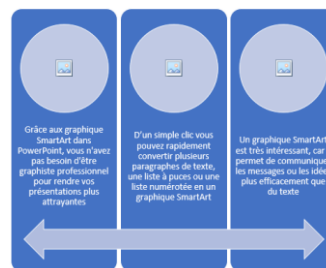 Grâce aux graphique
SmartArt dans
PowerPoint, vous n'avez
pas besoin d'être
graphiste professionnel
pour rendre vos
présentations plus
attrayantes
D'un simple clic vous
pouvez rapidement
convertir plusieurs
paragraphes de texte,
une liste à puces ou une
liste numérotée en un
graphique SmartArt
Un graphique SmartArt
est très intéressant, car
permet de communique
les messages ou les idée
plus efficacement que
du texte